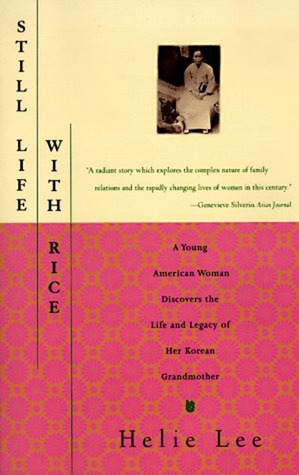 STILL LIFE
WITH RICE
"A radiant story which explores the complex nature of family
relations and the rapidly changing lives of women in this century."
—Genevieve Silverio, Asian Journal
A Young
American Woman
Discovers the
Life and Legacy of
Her Korean
Grandmother
Helie Lee